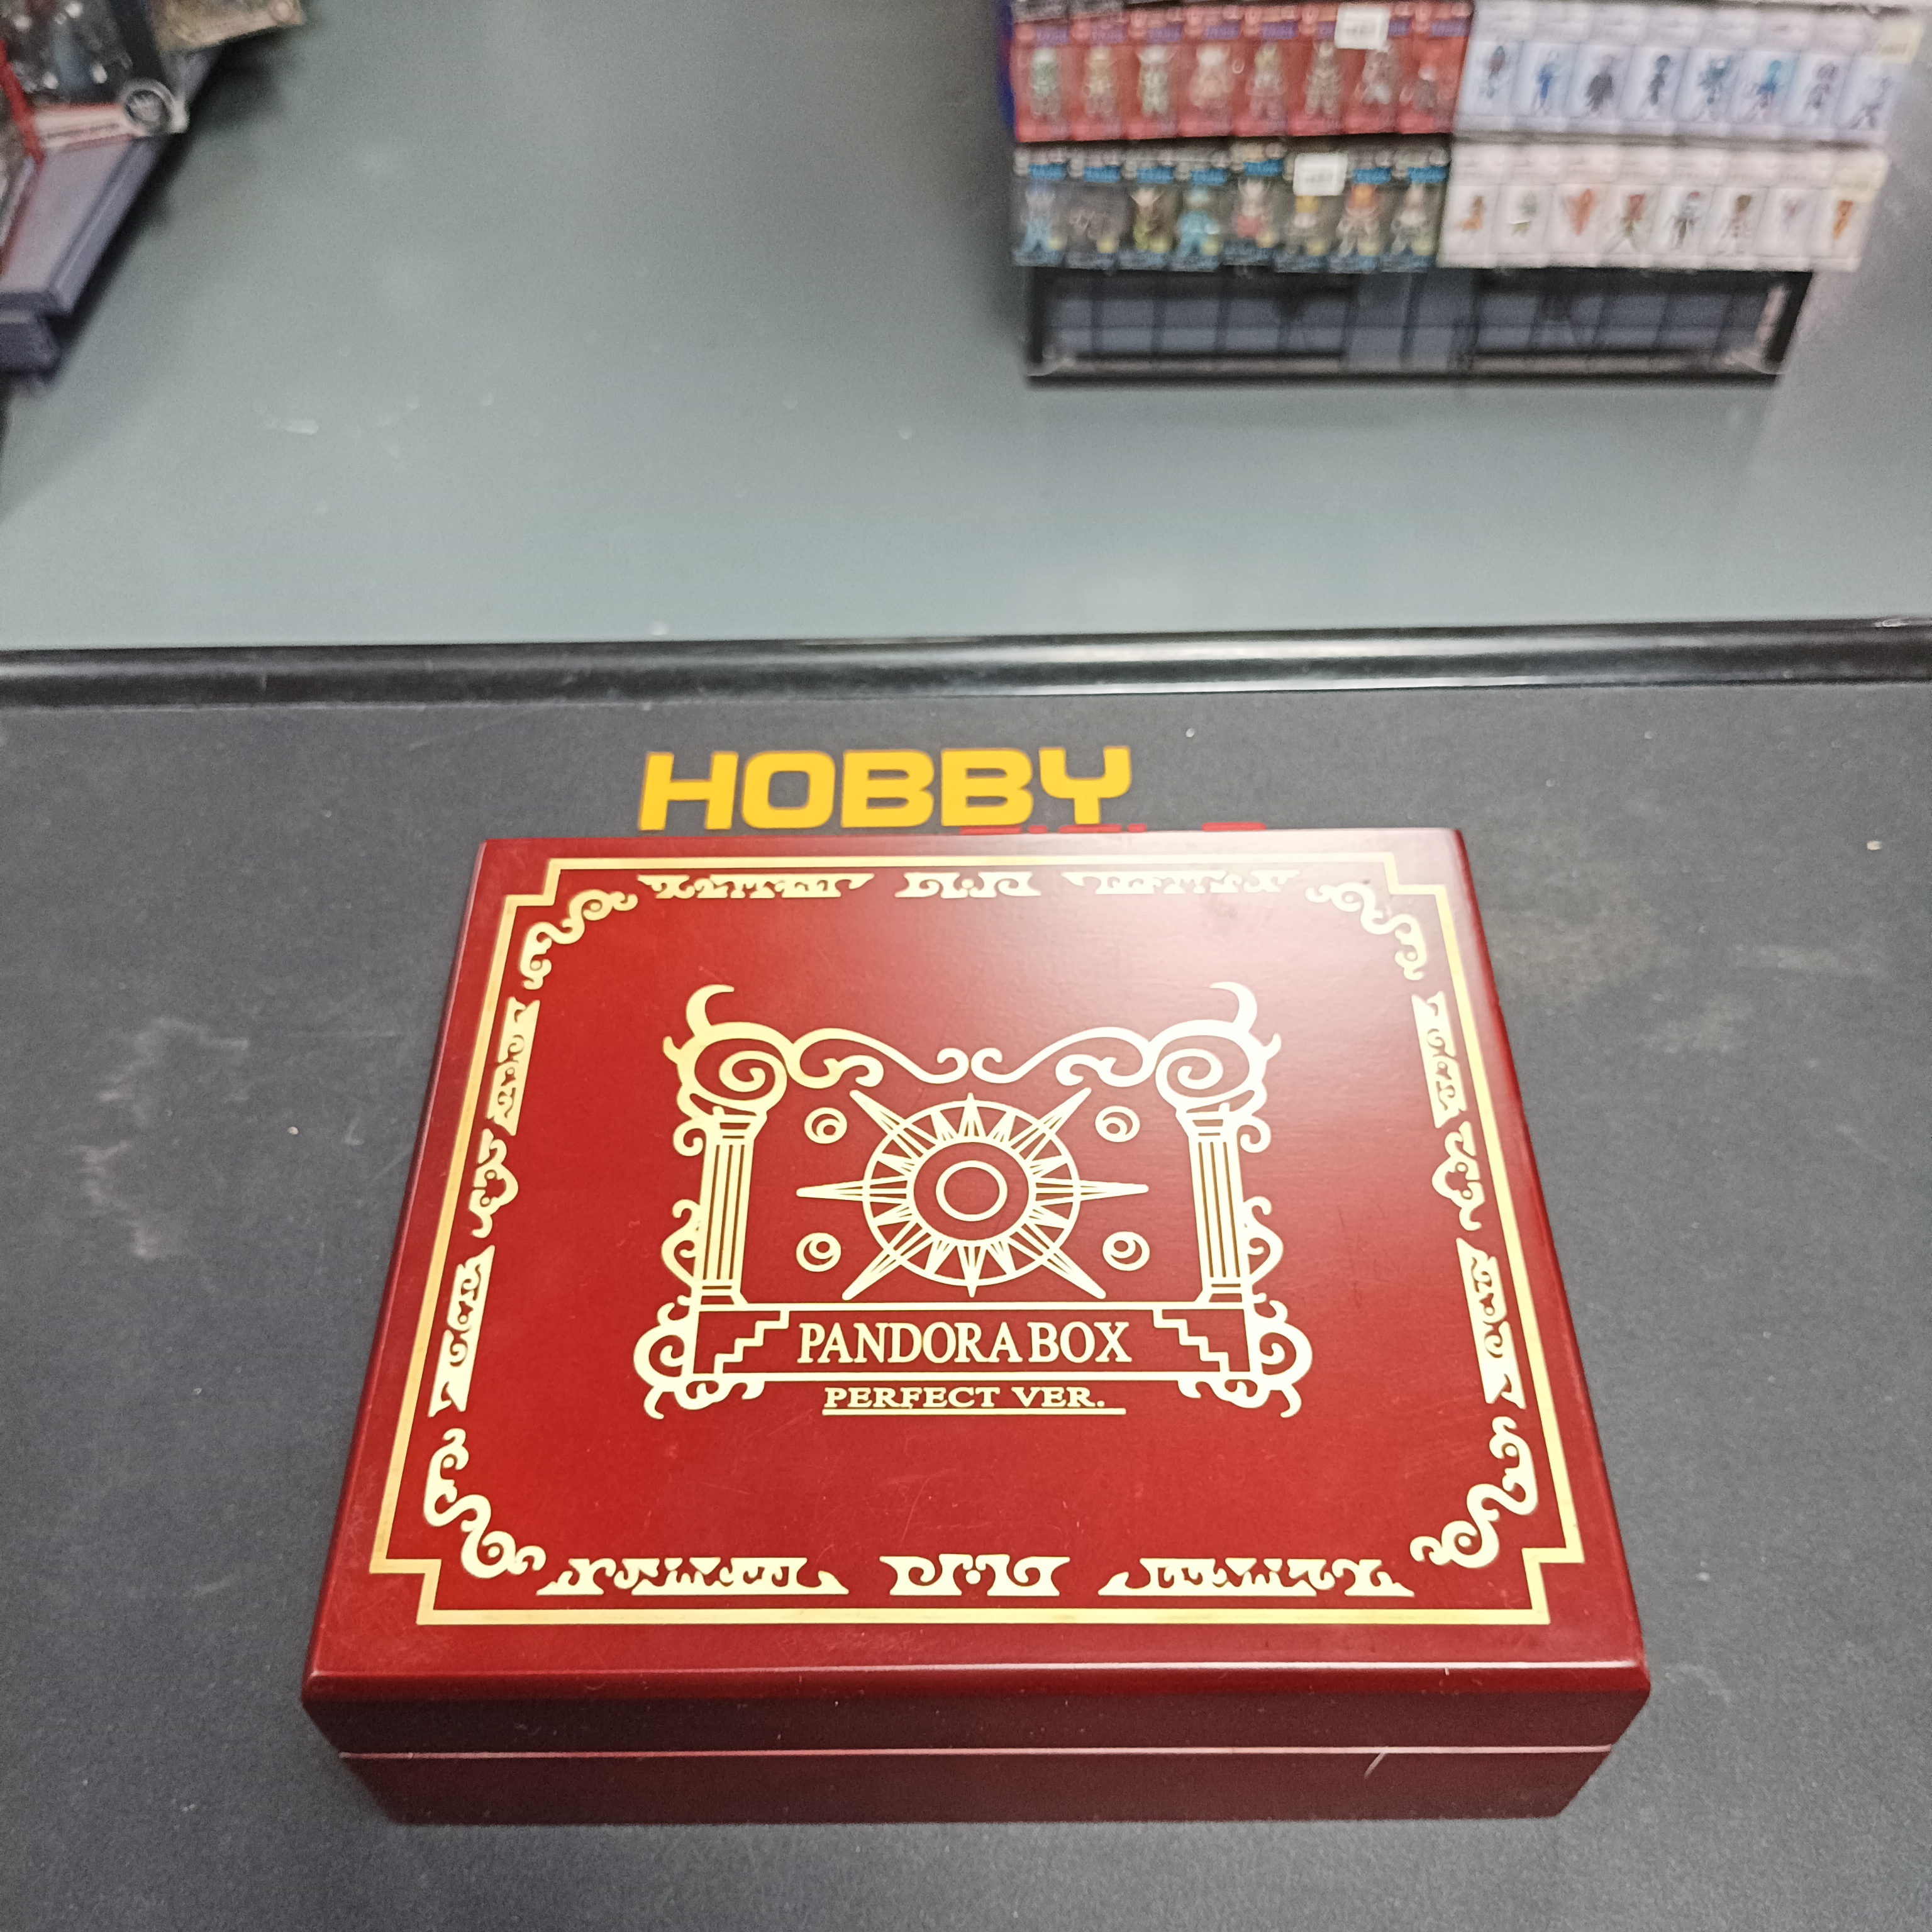 HOBBY
PANDORA BOX
PERFECT VER.